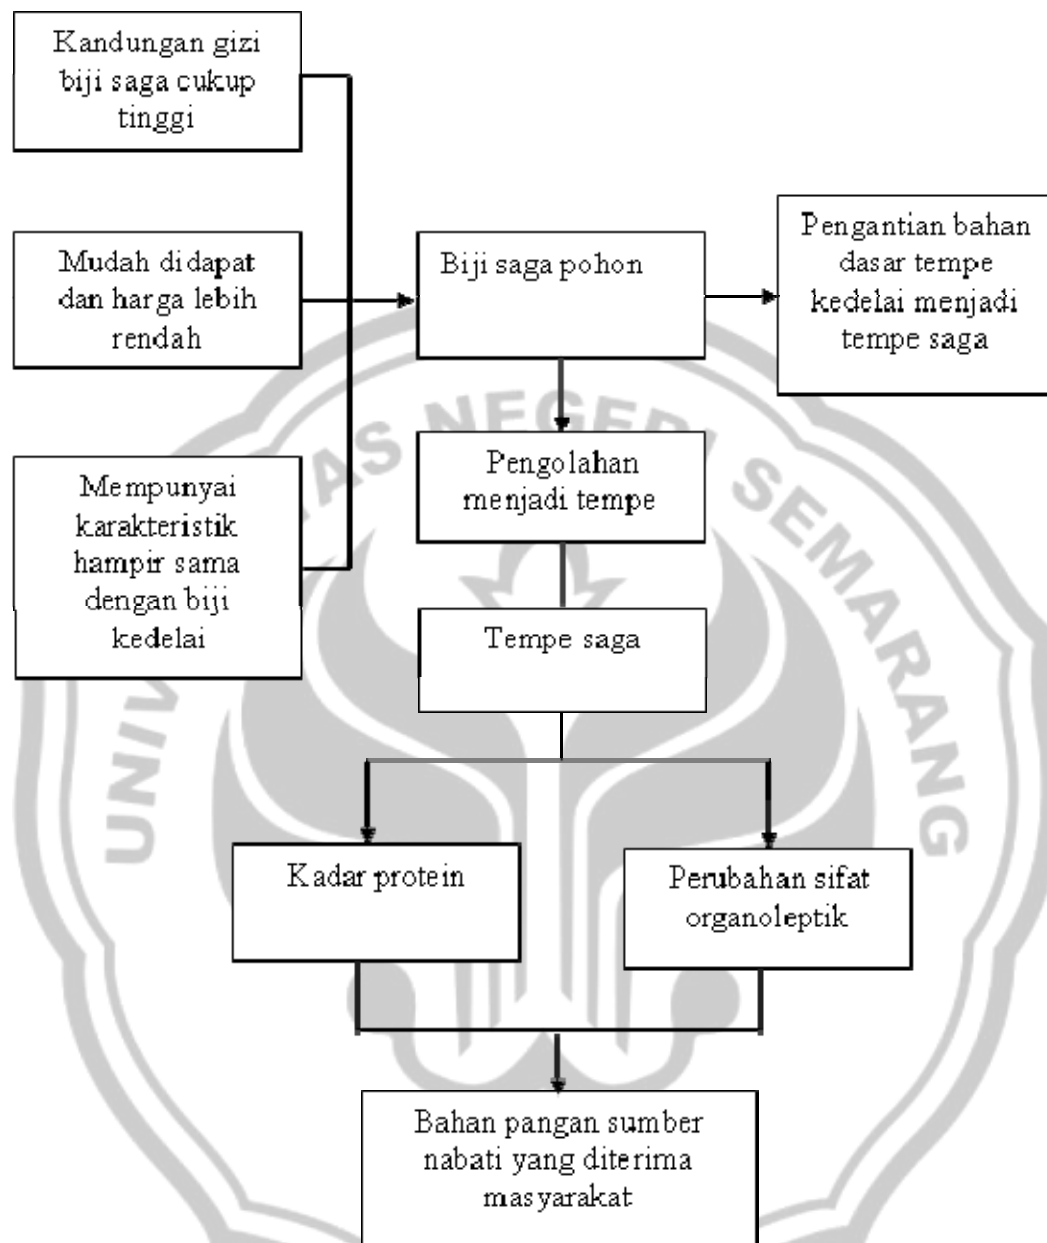 Kandungan gizi
biji saga cukup
tinggi
Mudah didapat
dan harga lebih
rendah
Mempunyai
karakteristik
hampir sama
dengan biji
kedelai
Biji saga pohon
Pengantian bahan
dasar tempe
kedelai menjadi
tempe saga
Pengolahan
menjadi tempe
Tempe saga
Kadar protein
Perubahan sifat
organoleptik
Bahan pangan sumber
nabati yang diterima
masyarakat